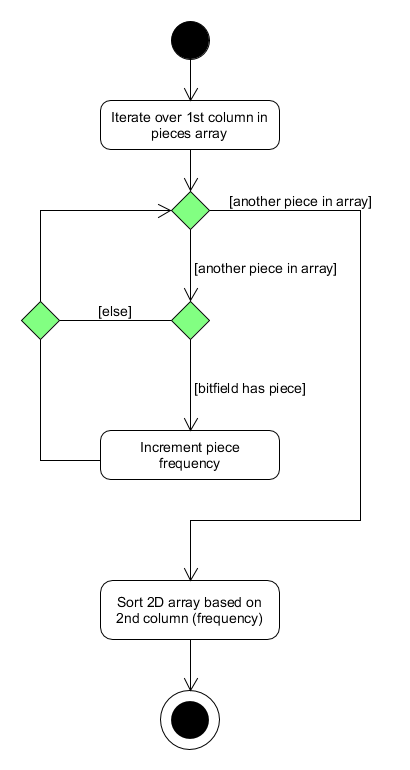 Iterate over 1st column in
pieces array
[another piece in array]
[another piece in array]
[else]
[bitfield has piece]
Increment piece
frequency
Sort 2D array based on
2nd column (frequency)